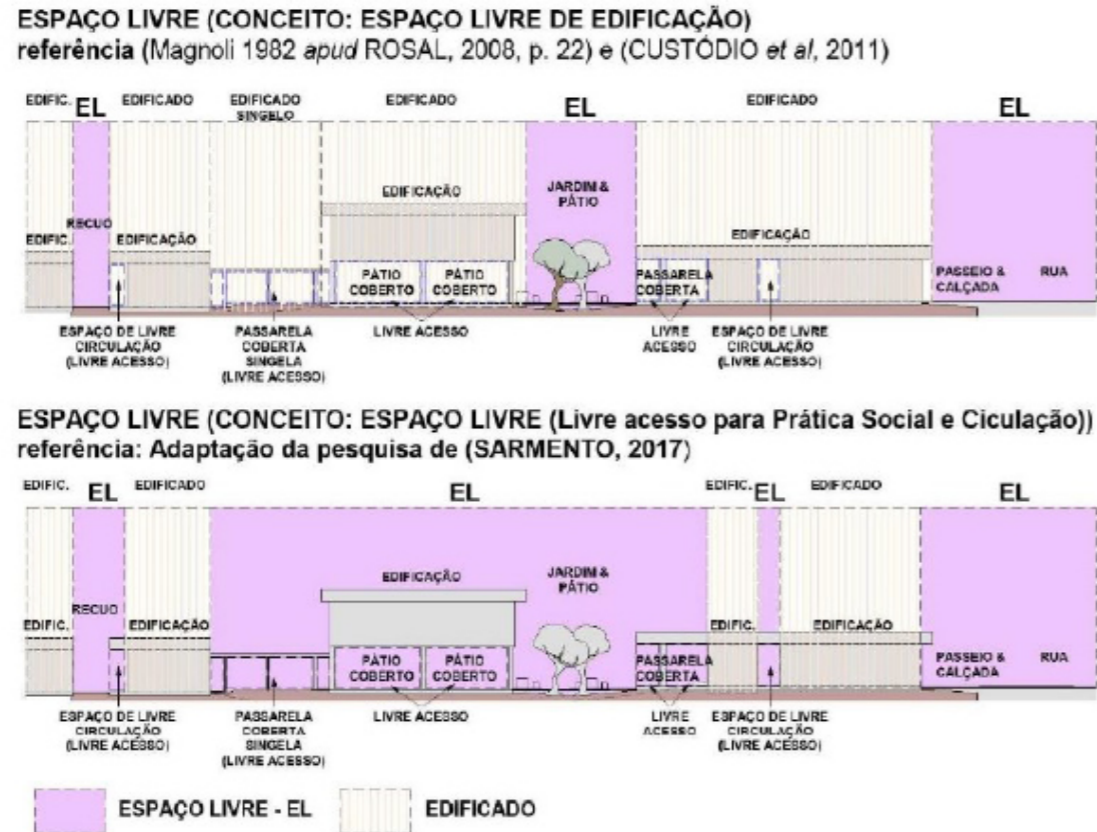 ESPAÇO LIVRE (CONCEITO: ESPAÇO LIVRE DE EDIFICAÇÃO)
referência (Magnoli 1982 apud ROSAL, 2008, p. 22) e (CUSTÓDIO et al, 2011)
EDIFIC. EL EDIFICADO EDIFICADO SINGELO EDIFICADO EL EDIFICADO EL
EDIFICAÇÃO
JARDIM &
PÁTIO
RECUO
EDIFIC. EDIFICAÇÃO
EDIFICAÇÃO
PÁTIO
COBERTO
PÁTIO
COBERTO
PASSARELA
COBERTA
PASSEIO &
CALÇADA
RUA
ESPAÇO DE LIVRE
CIRCULAÇÃO
(LIVRE ACESSO)
PASSARELA
COBERTA
SINGELA
(LIVRE ACESSO)
LIVRE ACESSO
LIVRE
ACESSO
ESPAÇO DE LIVRE
CIRCULAÇÃO
(LIVRE ACESSO)
ESPAÇO LIVRE (CONCEITO: ESPAÇO LIVRE (Livre acesso para Prática Social e Ciculação))
referência: Adaptação da pesquisa de (SARMENTO, 2017)
EDIFIC. EL EDIFICADO EL EDIFIC. EL EDIFICADO EL
EDIFICAÇÃO
JARDIM &
PÁTIO
RECUO
EDIFIC. EDIFICAÇÃO
EDIFIC. EDIFICAÇÃO
PÁTIO
COBERTO
PÁTIO
COBERTO
PASSARELA
COBERTA
PASSEIO &
CALÇADA
RUA
ESPAÇO DE LIVRE
CIRCULAÇÃO
(LIVRE ACESSO)
PASSARELA
COBERTA
SINGELA
(LIVRE ACESSO)
LIVRE ACESSO
LIVRE
ACESSO
ESPAÇO DE LIVRE
CIRCULAÇÃO
(LIVRE ACESSO)
ESPAÇO LIVRE - EL EDIFICADO